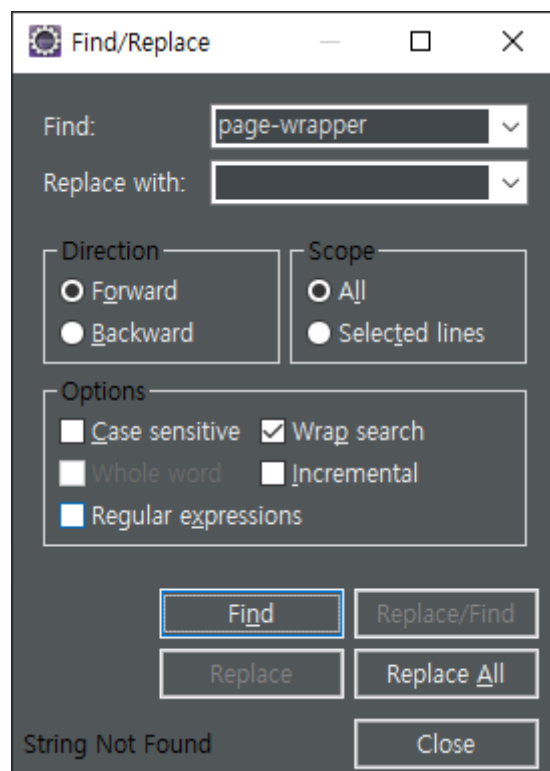 Find/Replace
Find: page-wrapper
Replace with:
Direction
Forward
Backward
Scope
All
Selected lines
Options
Case sensitive Wrap search
Whole word Incremental
Regular expressions
Find Replace/Find
Replace Replace All
String Not Found Close